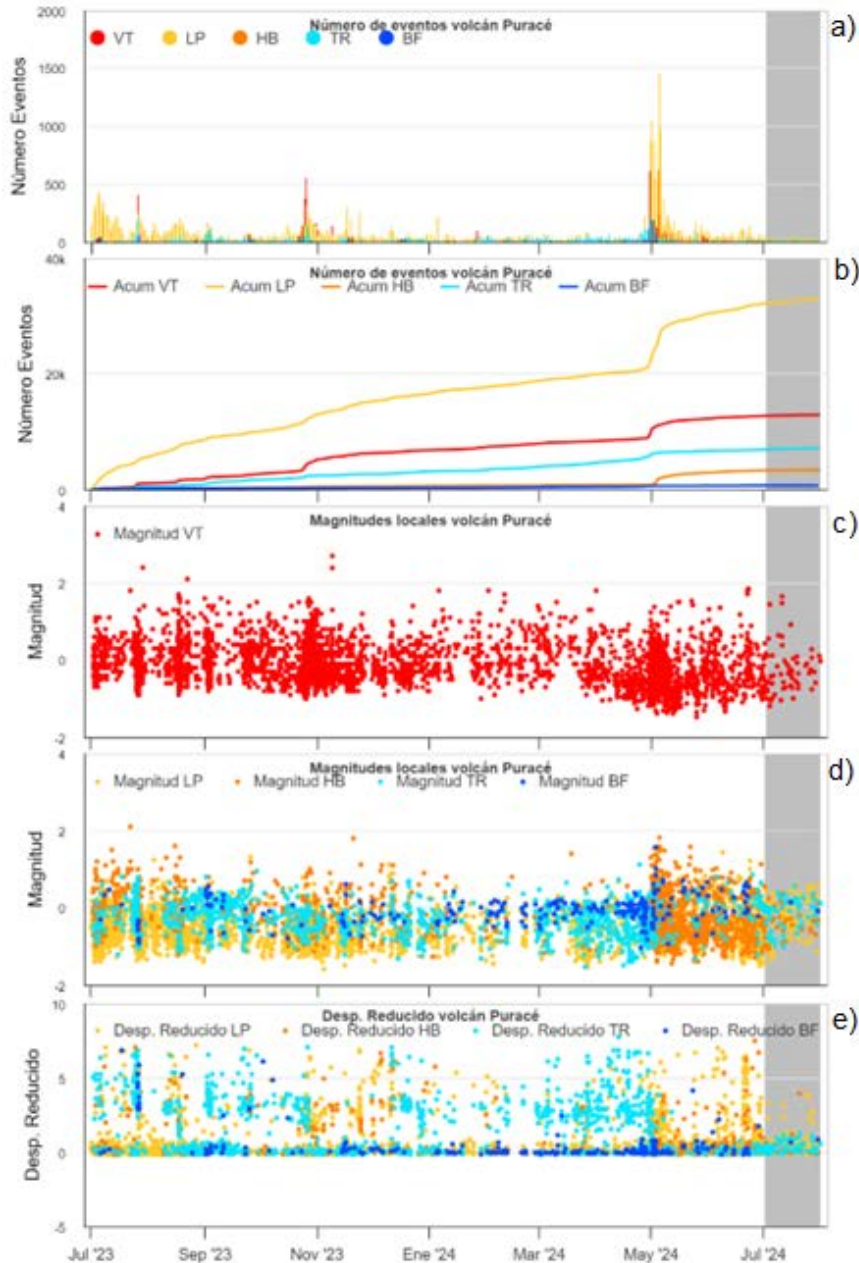 Número de eventos volcán Puracé
a)
VT LP HB TR BF
2000
1500
1000
500
0
Número Eventos
Número de eventos volcán Puracé
b)
Acum VT Acum LP Acum HB Acum TR Acum BF
40k
20k
0
Número Eventos
Magnitudes locales volcán Puracé
c)
Magnitud VT
4
2
0
-2
Magnitud
Magnitudes locales volcán Puracé
d)
Magnitud LP Magnitud HB Magnitud TR Magnitud BF
4
2
0
-2
Magnitud
Desp. Reducido volcán Puracé
e)
Desp. Reducido LP Desp. Reducido HB Desp. Reducido TR Desp. Reducido BF
10
5
0
-5
Desp. Reducido
Jul '23 Sep '23 Nov '23 Ene '24 Mar '24 May '24 Jul '24